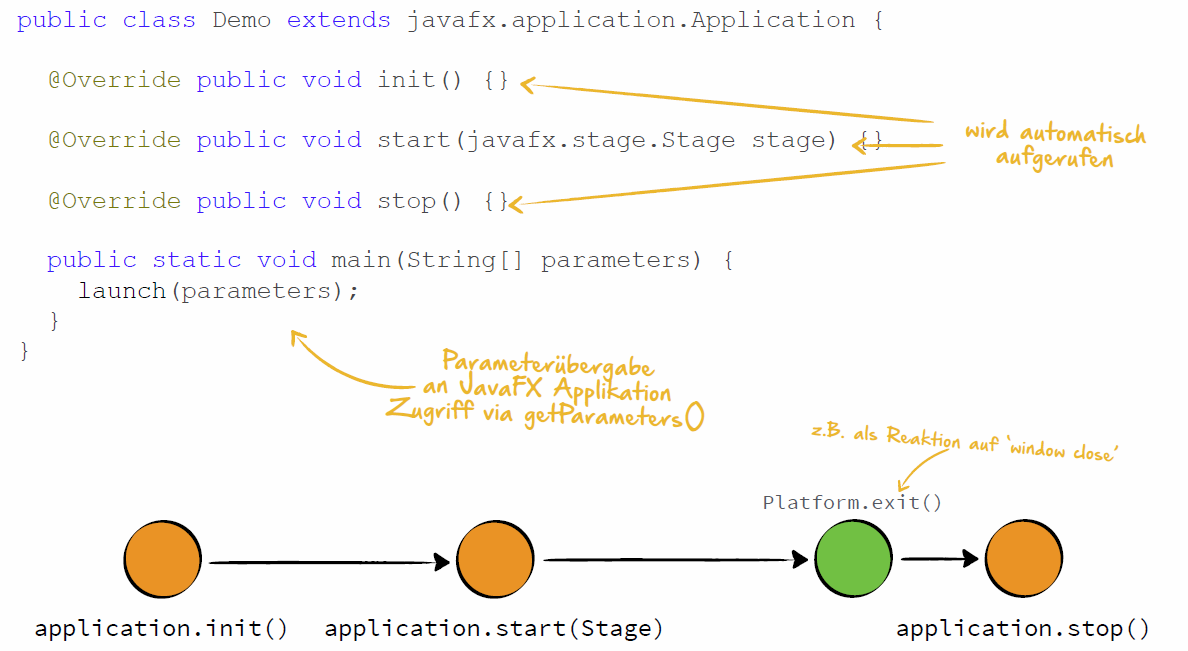 public class Demo extends javafx.application.Application {
@Override public void init() {}
@Override public void start(javafx.stage.Stage stage) {}
wird automatisch
aufgerufen
@Override public void stop() {}
public static void main(String[] parameters) {
launch(parameters);
}
}
Parameterübergabe
an JavaFX Applikation
Zugriff via getParameters()
z.B. als Reaktion auf 'window close'
Platform.exit()
application.init()
application.start(Stage)
application.stop()